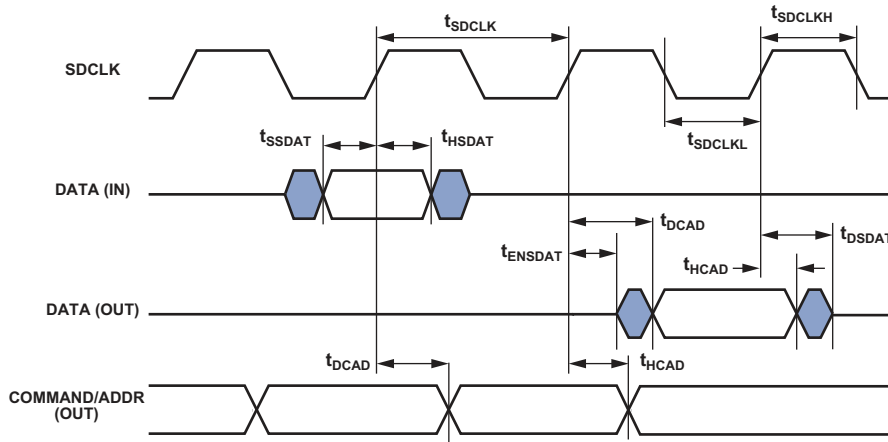 tSDCLK
tSDCLKH
SDCLK
tSSDAT
tHSDAT
tSDCLKL
DATA (IN)
tDCAD
tDSDAT
tENSDAT
tHCAD
DATA (OUT)
tDCAD
tHCAD
COMMAND/ADDR
(OUT)